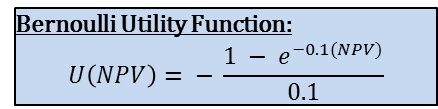 Bernoulli Utility Function:
U(NPV) = − (1 − e^{−0.1(NPV)}) / 0.1